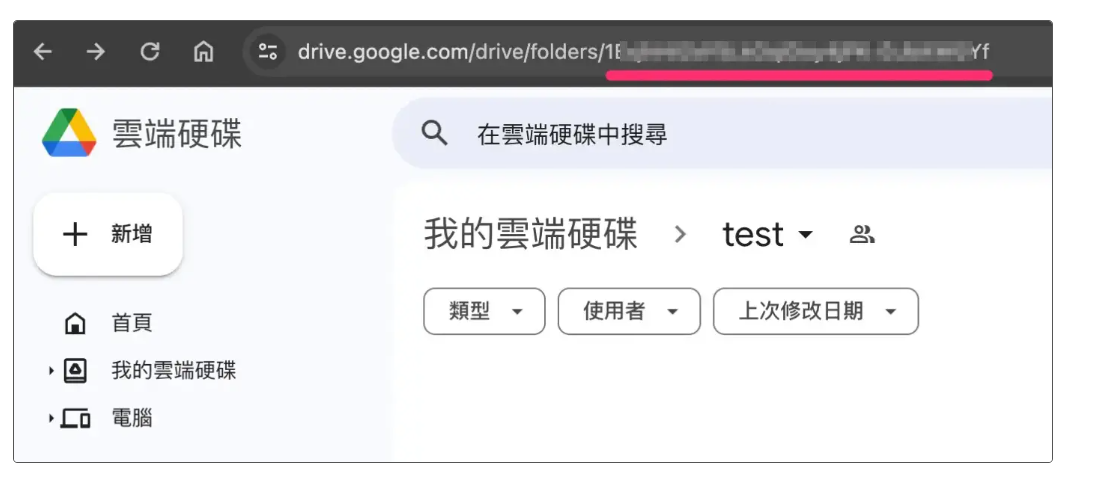 drive.google.com/drive/folders/1E Yf
雲端硬碟
在雲端硬碟中搜尋
新增
我的雲端硬碟 > test
類型 使用者 上次修改日期
首頁
我的雲端硬碟
電腦